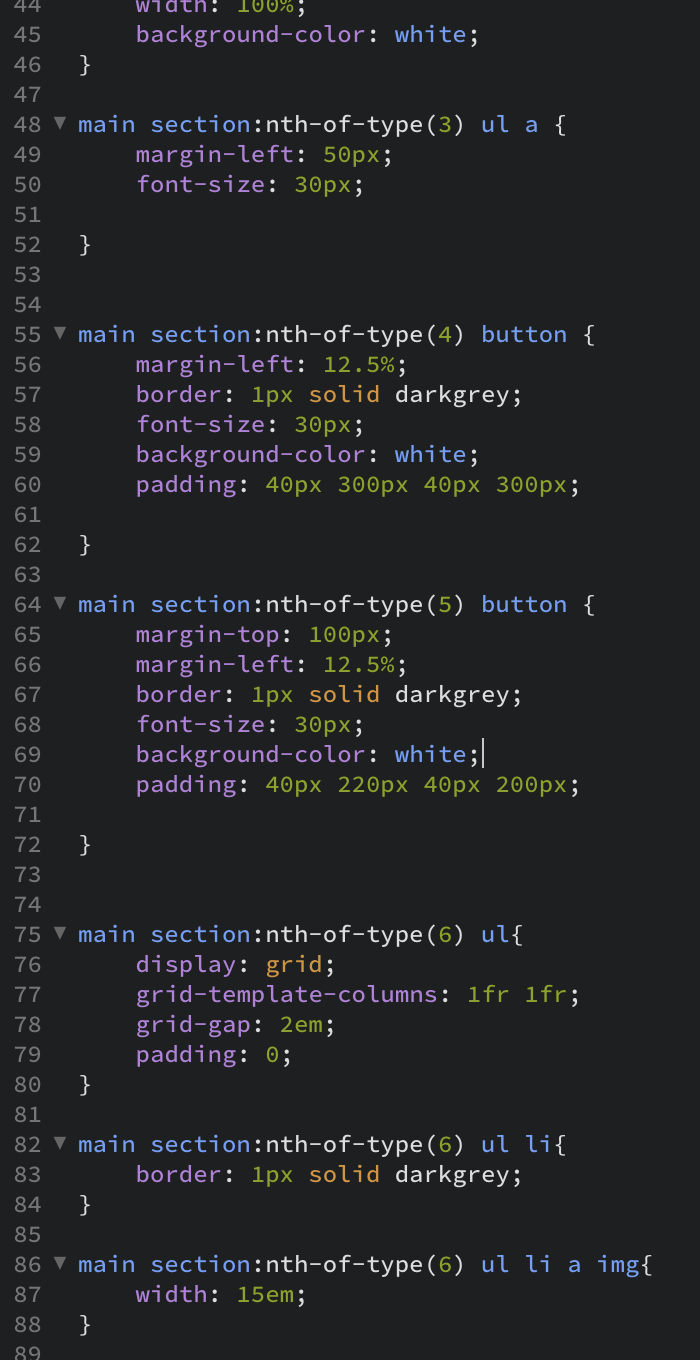 44 width: 100%;
45 background-color: white;
46 }
47
48 main section:nth-of-type(3) ul a {
49 margin-left: 50px;
50 font-size: 30px;
51
52 }
53
54
55 main section:nth-of-type(4) button {
56 margin-left: 12.5%;
57 border: 1px solid darkgrey;
58 font-size: 30px;
59 background-color: white;
60 padding: 40px 300px 40px 300px;
61
62 }
63
64 main section:nth-of-type(5) button {
65 margin-top: 100px;
66 margin-left: 12.5%;
67 border: 1px solid darkgrey;
68 font-size: 30px;
69 background-color: white;
70 padding: 40px 220px 40px 200px;
71
72 }
73
74
75 main section:nth-of-type(6) ul{
76 display: grid;
77 grid-template-columns: 1fr 1fr;
78 grid-gap: 2em;
79 padding: 0;
80 }
81
82 main section:nth-of-type(6) ul li{
83 border: 1px solid darkgrey;
84 }
85
86 main section:nth-of-type(6) ul li a img{
87 width: 15em;
88 }
89